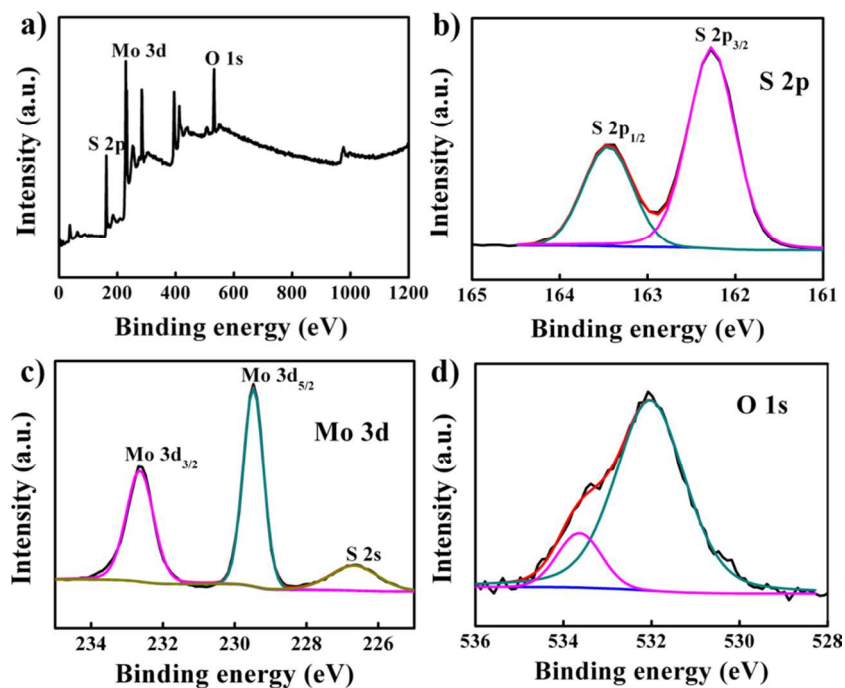 a)
Mo 3d
O 1s
S 2p
Intensity (a.u.)
0 200 400 600 800 1000 1200
Binding energy (eV)
b)
S 2p3/2
S 2p
S 2p1/2
Intensity (a.u.)
165 164 163 162 161
Binding energy (eV)
c)
Mo 3d5/2
Mo 3d
Mo 3d3/2
S 2s
Intensity (a.u.)
234 232 230 228 226
Binding energy (eV)
d)
O 1s
Intensity (a.u.)
536 534 532 530 528
Binding energy (eV)